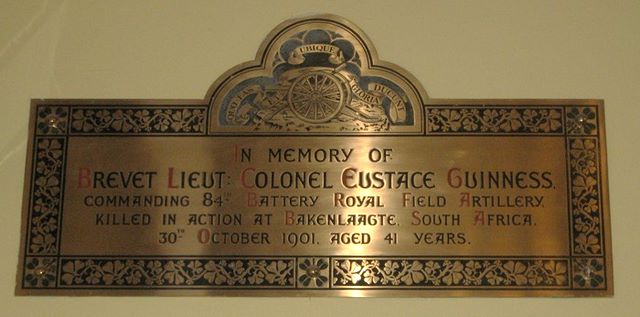 UBIQUE
QUO FAS ET GLORIA DUCUNT
IN MEMORY OF
BREVET LIEUT: COLONEL EUSTACE GUINNESS,
COMMANDING 84TH BATTERY ROYAL FIELD ARTILLERY,
KILLED IN ACTION AT BAKENLAAGTE, SOUTH AFRICA,
30TH OCTOBER 1901, AGED 41 YEARS.